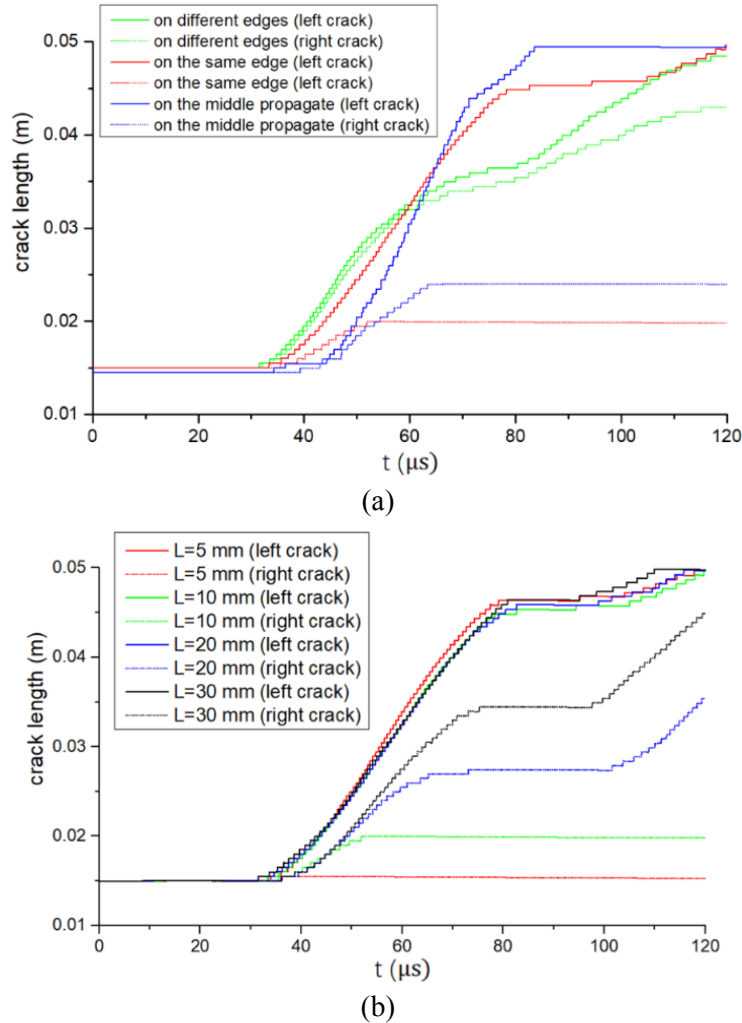 on different edges (left crack)
on different edges (right crack)
on the same edge (left crack)
on the same edge (left crack)
on the middle propagate (left crack)
on the middle propagate (right crack)
0.05
0.04
0.03
0.02
0.01
crack length (m)
0 20 40 60 80 100 120
t (μs)
(a)
L=5 mm (left crack)
L=5 mm (right crack)
L=10 mm (left crack)
L=10 mm (right crack)
L=20 mm (left crack)
L=20 mm (right crack)
L=30 mm (left crack)
L=30 mm (right crack)
0.05
0.04
0.03
0.02
0.01
crack length (m)
0 20 40 60 80 100 120
t (μs)
(b)